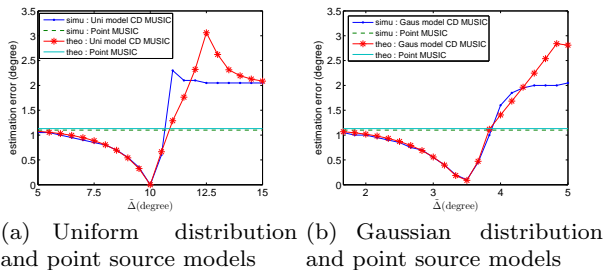 simu : Uni model CD MUSIC
simu : Point MUSIC
theo : Uni model CD MUSIC
theo : Point MUSIC
estimation error (degree)
3.5
3
2.5
2
1.5
1
0.5
0
5
7.5
10
12.5
15
Δ̃(degree)
simu : Gaus model CD MUSIC
simu : Point MUSIC
theo : Gaus model CD MUSIC
theo : Point MUSIC
estimation error (degree)
3.5
3
2.5
2
1.5
1
0.5
0
2
3
4
5
Δ̃(degree)
(a) Uniform distribution
and point source models
(b) Gaussian distribution
and point source models